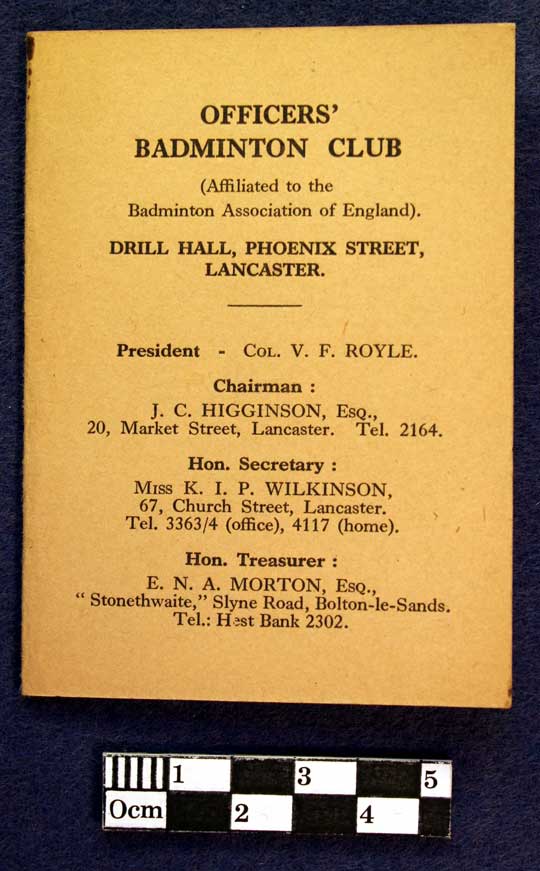 OFFICERS'
BADMINTON CLUB
(Affiliated to the
Badminton Association of England).
DRILL HALL, PHOENIX STREET,
LANCASTER.
President - COL. V. F. ROYLE.
Chairman :
J. C. HIGGINSON, ESQ.,
20, Market Street, Lancaster. Tel. 2164.
Hon. Secretary :
MISS K. I. P. WILKINSON,
67, Church Street, Lancaster.
Tel. 3363/4 (office), 4117 (home).
Hon. Treasurer :
E. N. A. MORTON, ESQ.,
"Stonethwaite," Slyne Road, Bolton-le-Sands.
Tel.: Hest Bank 2302.
1 3 5
0cm 2 4